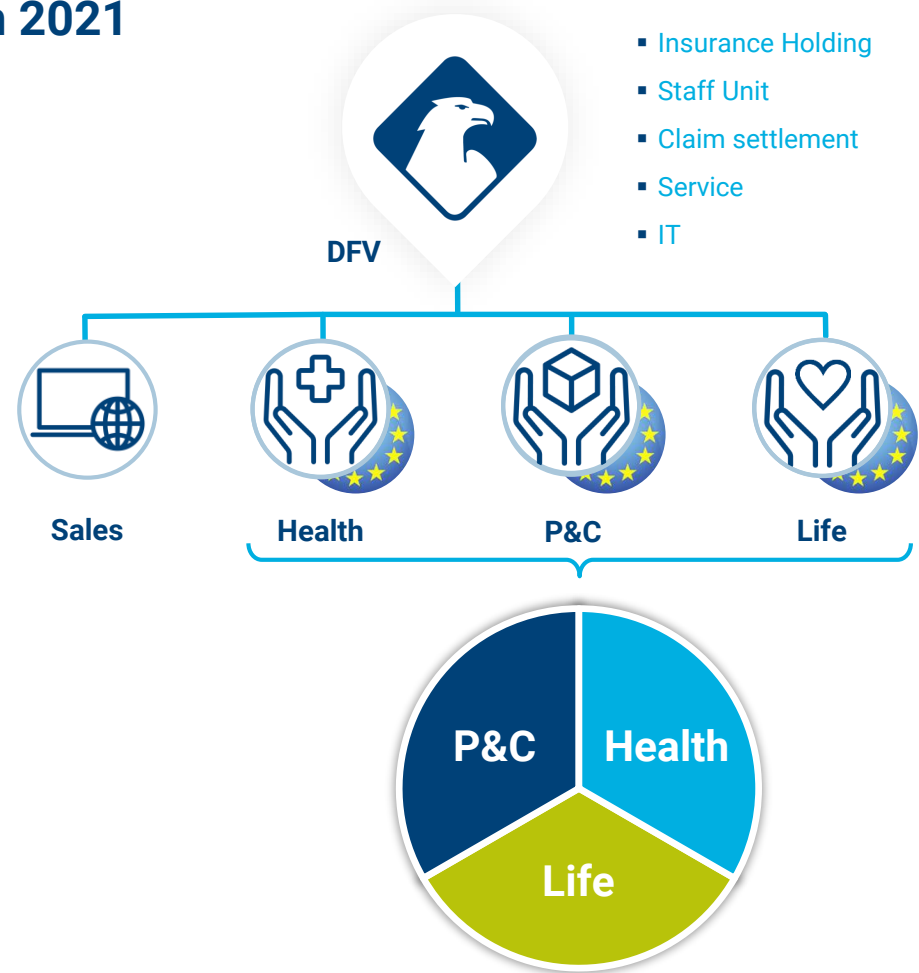 2021
Insurance Holding
Staff Unit
Claim settlement
Service
IT
DFV
Sales
Health
P&C
Life
P&C
Health
Life